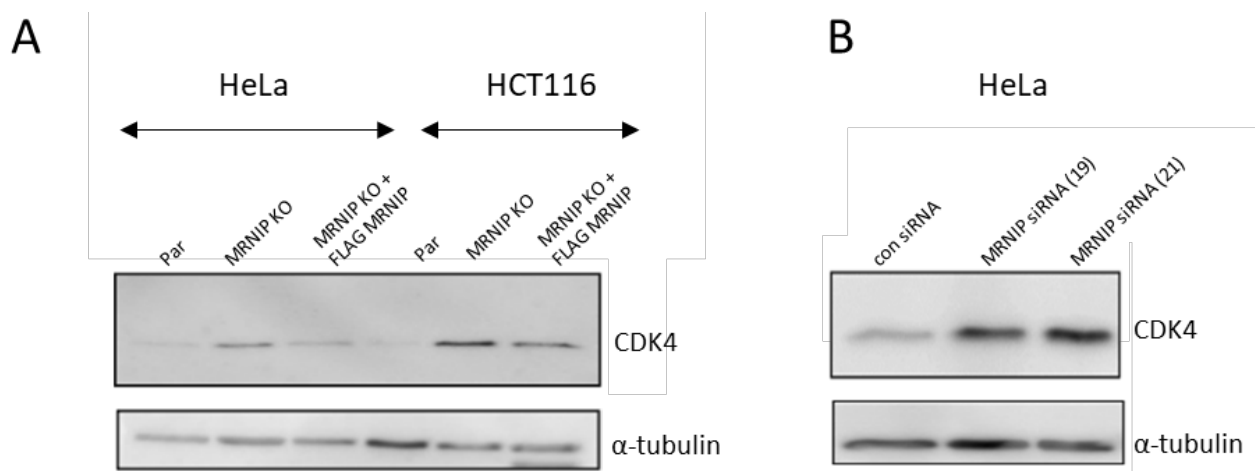 A
HeLa
HCT116
Par
MRNIP KO
MRNIP KO +
FLAG MRNIP
Par
MRNIP KO
MRNIP KO +
FLAG MRNIP
CDK4
α-tubulin
B
HeLa
con siRNA
MRNIP siRNA (19)
MRNIP siRNA (21)
CDK4
α-tubulin